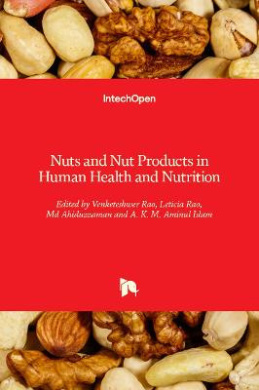 IntechOpen
Nuts and Nut Products in
Human Health and Nutrition
Edited by Venketeshwer Rao, Leticia Rao,
Md Ahiduzzaman and A. K. M. Aminul Islam